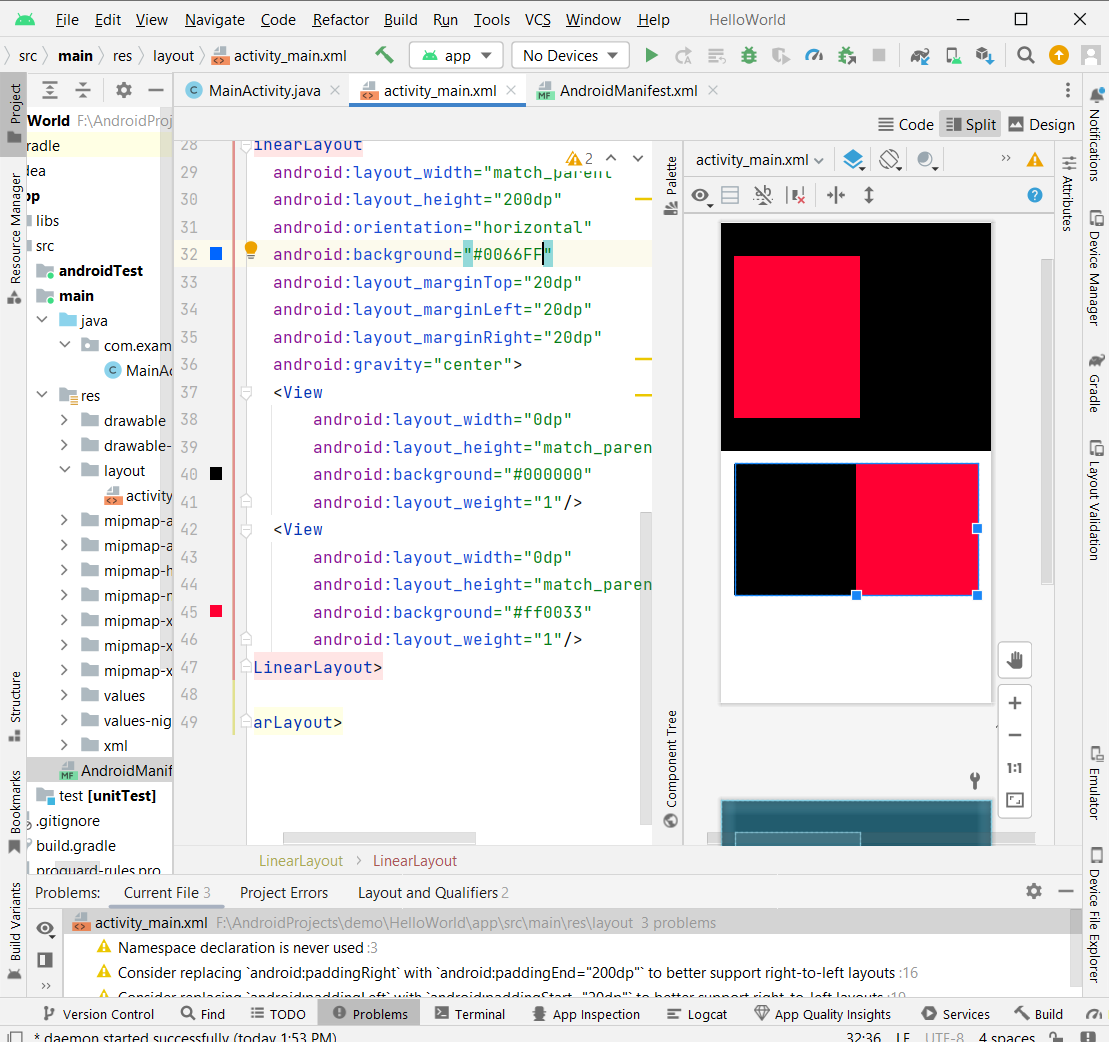 File Edit View Navigate Code Refactor Build Run Tools VCS Window Help HelloWorld
src main res layout activity_main.xml app No Devices
MainActivity.java activity_main.xml AndroidManifest.xml
Code Split Design
Project
Resource Manager
Structure
Bookmarks
Build Variants
World F:\AndroidProj
radle
dea
pp
libs
src
androidTest
main
java
com.exam
MainAc
res
drawable
drawable-
layout
activity
mipmap-a
mipmap-a
mipmap-h
mipmap-m
mipmap-x
mipmap-x
mipmap-x
values
values-nig
xml
AndroidManif
test [unitTest]
.gitignore
build.gradle
proguard-rules.pro
28 inearLayout
29 android:layout_width="match_parent
30 android:layout_height="200dp"
31 android:orientation="horizontal"
32 android:background="#0066FF"
33 android:layout_marginTop="20dp"
34 android:layout_marginLeft="20dp"
35 android:layout_marginRight="20dp"
36 android:gravity="center">
37 <View
38 android:layout_width="0dp"
39 android:layout_height="match_paren
40 android:background="#000000"
41 android:layout_weight="1"/>
42 <View
43 android:layout_width="0dp"
44 android:layout_height="match_paren
45 android:background="#ff0033"
46 android:layout_weight="1"/>
47 LinearLayout>
48
49 arLayout>
2
LinearLayout > LinearLayout
Palette
Component Tree
activity_main.xml
1:1
Notifications
Attributes
Device Manager
Gradle
Layout Validation
Emulator
Device File Explorer
Problems: Current File 3 Project Errors Layout and Qualifiers 2
activity_main.xml F:\AndroidProjects\demo\HelloWorld\app\src\main\res\layout 3 problems
Namespace declaration is never used :3
Consider replacing `android:paddingRight` with `android:paddingEnd="200dp"` to better support right-to-left layouts :16
Consider replacing `android:paddingLeft` with `android:paddingStart="20dp"` to better support right-to-left layouts :19
Version Control Find TODO Problems Terminal App Inspection Logcat App Quality Insights Services Build
* daemon started successfully (today 1:53 PM) 32:36 LF UTF-8 4 spaces